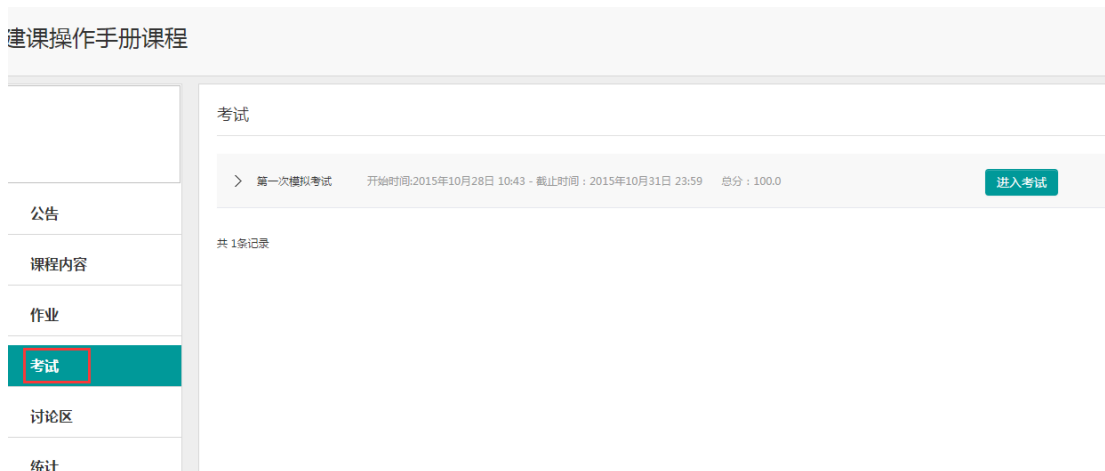 建课操作手册课程
公告
课程内容
作业
考试
讨论区
统计
考试
第一次模拟考试 开始时间:2015年10月28日 10:43 - 截止时间：2015年10月31日 23:59 总分：100.0 进入考试
共 1条记录